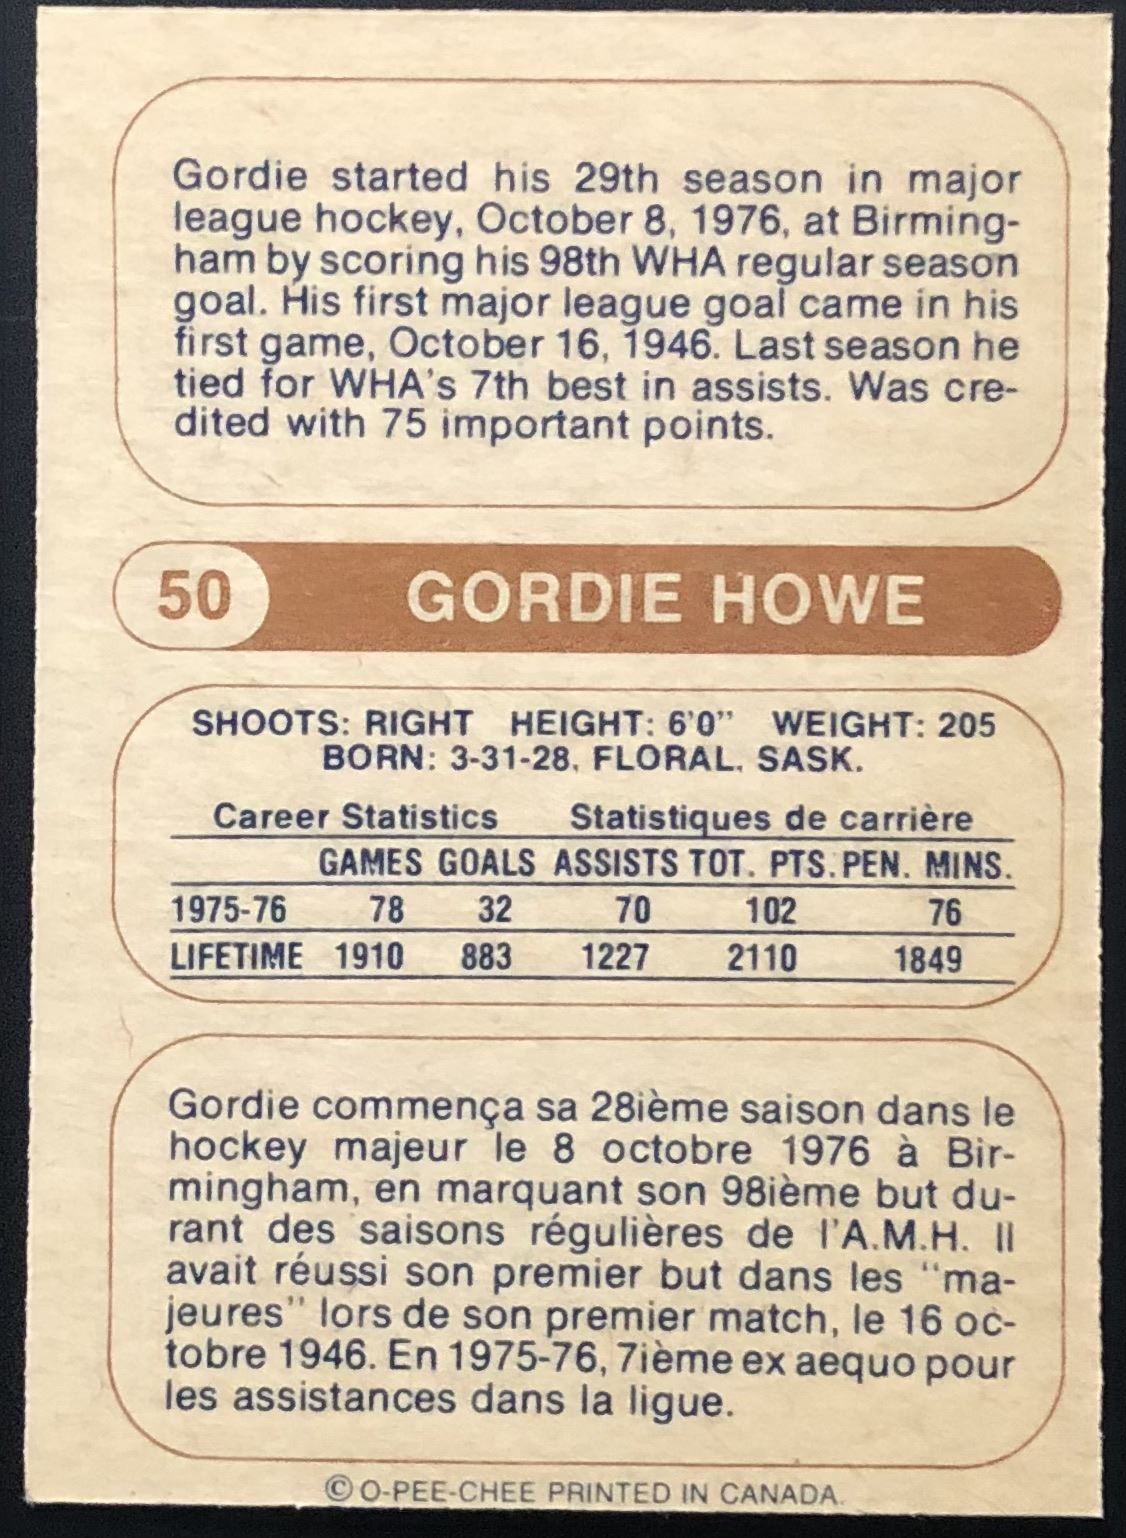 Gordie started his 29th season in major
league hockey, October 8, 1976, at Birming-
ham by scoring his 98th WHA regular season
goal. His first major league goal came in his
first game, October 16, 1946. Last season he
tied for WHA's 7th best in assists. Was cre-
dited with 75 important points.
50 GORDIE HOWE
SHOOTS: RIGHT HEIGHT: 6'0" WEIGHT: 205
BORN: 3-31-28, FLORAL, SASK.
Career Statistics Statistiques de carrière
GAMES GOALS ASSISTS TOT. PTS. PEN. MINS.
1975-76 78 32 70 102 76
LIFETIME 1910 883 1227 2110 1849
Gordie commença sa 28ième saison dans le
hockey majeur le 8 octobre 1976 à Bir-
mingham, en marquant son 98ième but du-
rant des saisons régulières de l'A.M.H. Il
avait réussi son premier but dans les "ma-
jeures" lors de son premier match, le 16 oc-
tobre 1946. En 1975-76, 7ième ex aequo pour
les assistances dans la ligue.
© O-PEE-CHEE PRINTED IN CANADA.